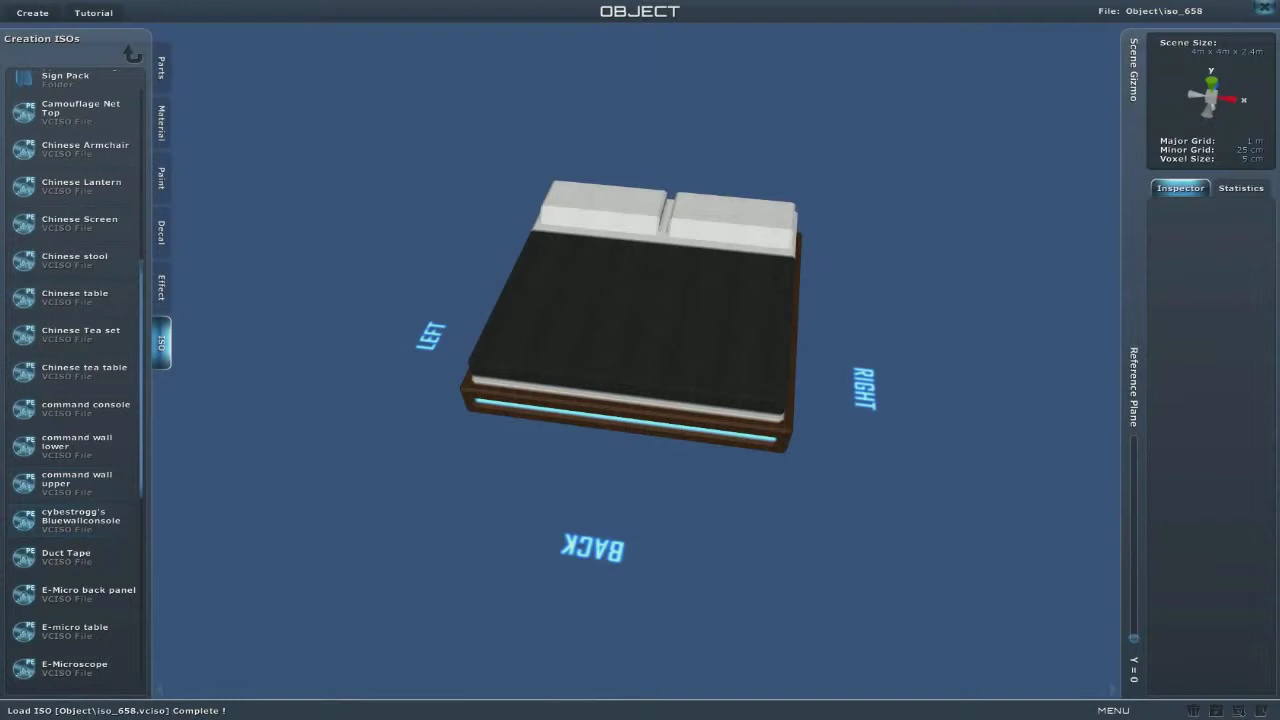 Create
Tutorial
OBJECT
File: Object\iso_658
Creation ISOs
Sign Pack
Folder
Camouflage Net
Top
VCISO File
Chinese Armchair
VCISO File
Chinese Lantern
VCISO File
Chinese Screen
VCISO File
Chinese stool
VCISO File
Chinese table
VCISO File
Chinese Tea set
VCISO File
Chinese tea table
VCISO File
command console
VCISO File
command wall
lower
VCISO File
command wall
upper
VCISO File
cybestrogg's
Bluewallconsole
VCISO File
Duct Tape
VCISO File
E-Micro back panel
VCISO File
E-micro table
VCISO File
E-Microscope
VCISO File
Parts
Material
Paint
Decal
Effect
ISO
LEFT
RIGHT
BACK
Scene Gizmo
Reference Plane
Y = 0
Scene Size:
4m x 4m x 2.4m
y
x
Major Grid: 1 m
Minor Grid: 25 cm
Voxel Size: 5 cm
Inspector
Statistics
Load ISO [Object\iso_658.vciso] Complete !
MENU